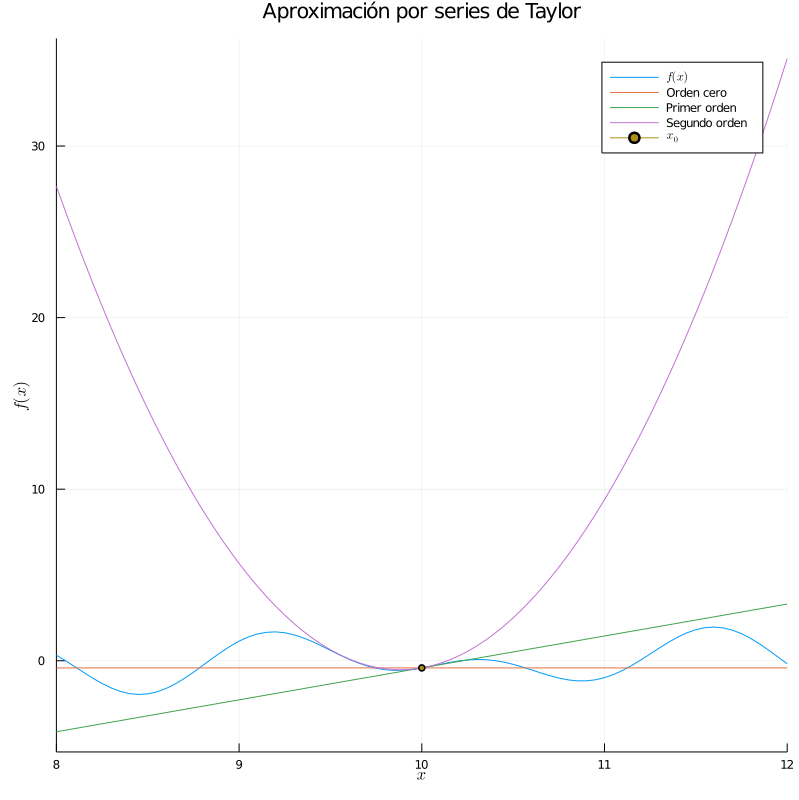 Aproximación por series de Taylor
f(x)
Orden cero
Primer orden
Segundo orden
x₀
30
20
10
0
f(x)
8
9
10
11
12
x